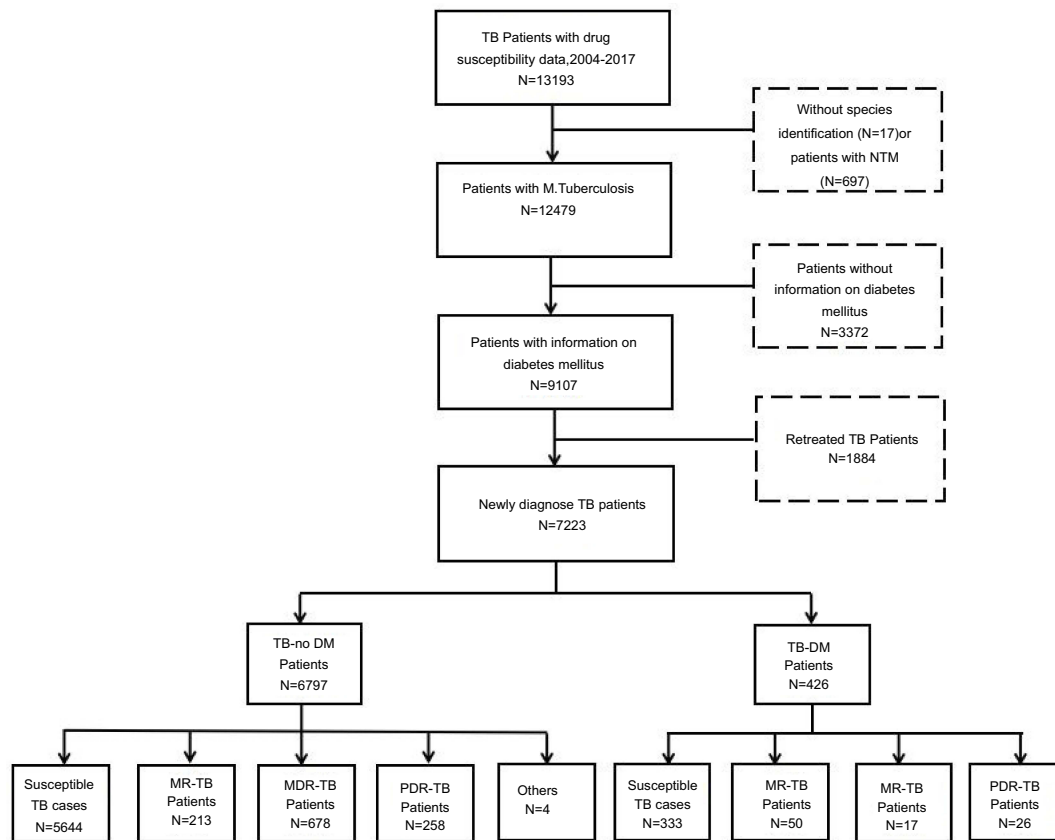 TB Patients with drug
susceptibility data,2004-2017
N=13193
Without species
identification (N=17)or
patients with NTM
(N=697)
Patients with M.Tuberculosis
N=12479
Patients without
information on diabetes
mellitus
N=3372
Patients with information on
diabetes mellitus
N=9107
Retreated TB Patients
N=1884
Newly diagnose TB patients
N=7223
TB-no DM
Patients
N=6797
TB-DM
Patients
N=426
Susceptible
TB cases
N=5644
MR-TB
Patients
N=213
MDR-TB
Patients
N=678
PDR-TB
Patients
N=258
Others
N=4
Susceptible
TB cases
N=333
MR-TB
Patients
N=50
MR-TB
Patients
N=17
PDR-TB
Patients
N=26